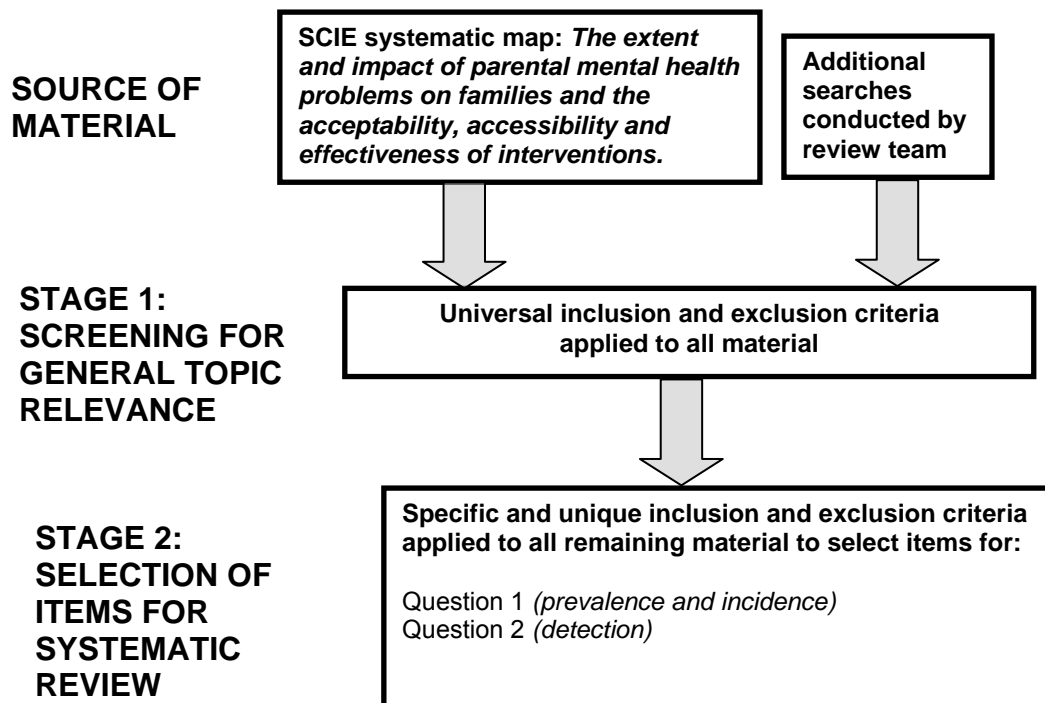 SOURCE OF
MATERIAL
SCIE systematic map: The extent
and impact of parental mental health
problems on families and the
acceptability, accessibility and
effectiveness of interventions.
Additional
searches
conducted by
review team
STAGE 1:
SCREENING FOR
GENERAL TOPIC
RELEVANCE
Universal inclusion and exclusion criteria
applied to all material
STAGE 2:
SELECTION OF
ITEMS FOR
SYSTEMATIC
REVIEW
Specific and unique inclusion and exclusion criteria
applied to all remaining material to select items for:
Question 1 (prevalence and incidence)
Question 2 (detection)